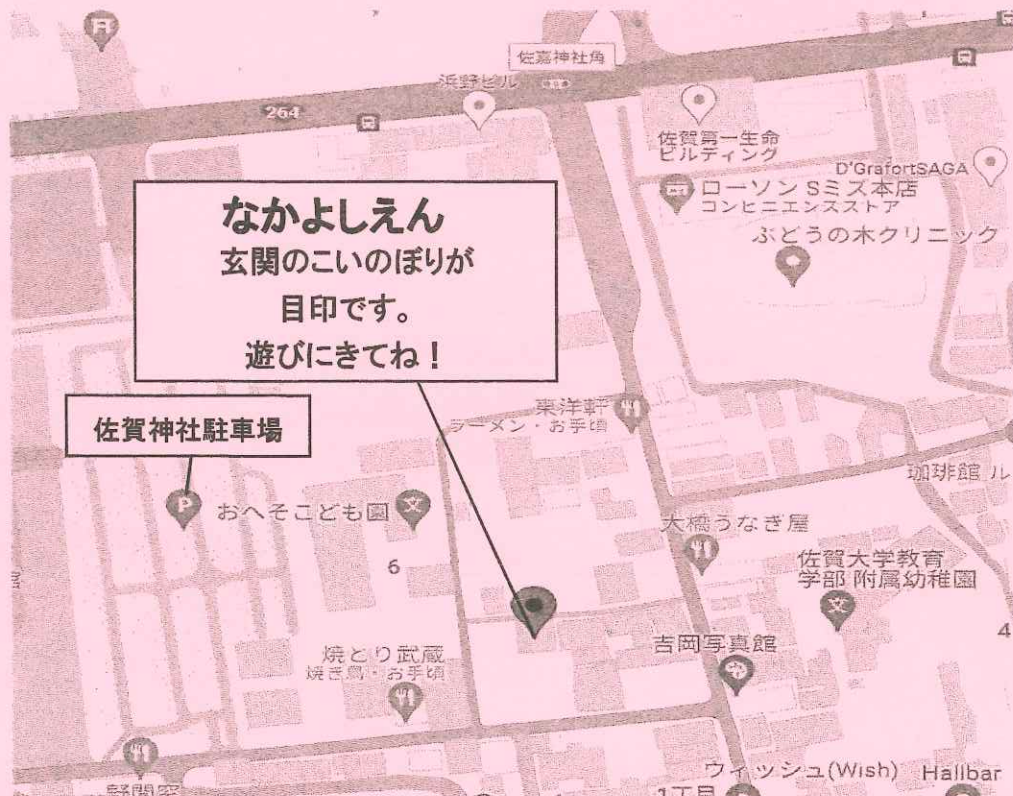 佐嘉神社角
浜野ビル
264
佐賀第一生命
ビルディング
D'GrafortSAGA
ローソン Sミズ本店
コンビニエンスストア
ぶどうの木クリニック
なかよしえん
玄関のこいのぼりが
目印です。
遊びにきてね！
東洋軒
ラーメン・お手頃
佐賀神社駐車場
P
珈琲館 ル
おへそこども園
文
大橋うなぎ屋
6
佐賀大学教育
学部 附属幼稚園
文
4
吉岡写真館
焼とり武蔵
焼き鳥・お手頃
ウィッシュ(Wish)
Hallbar
1丁目